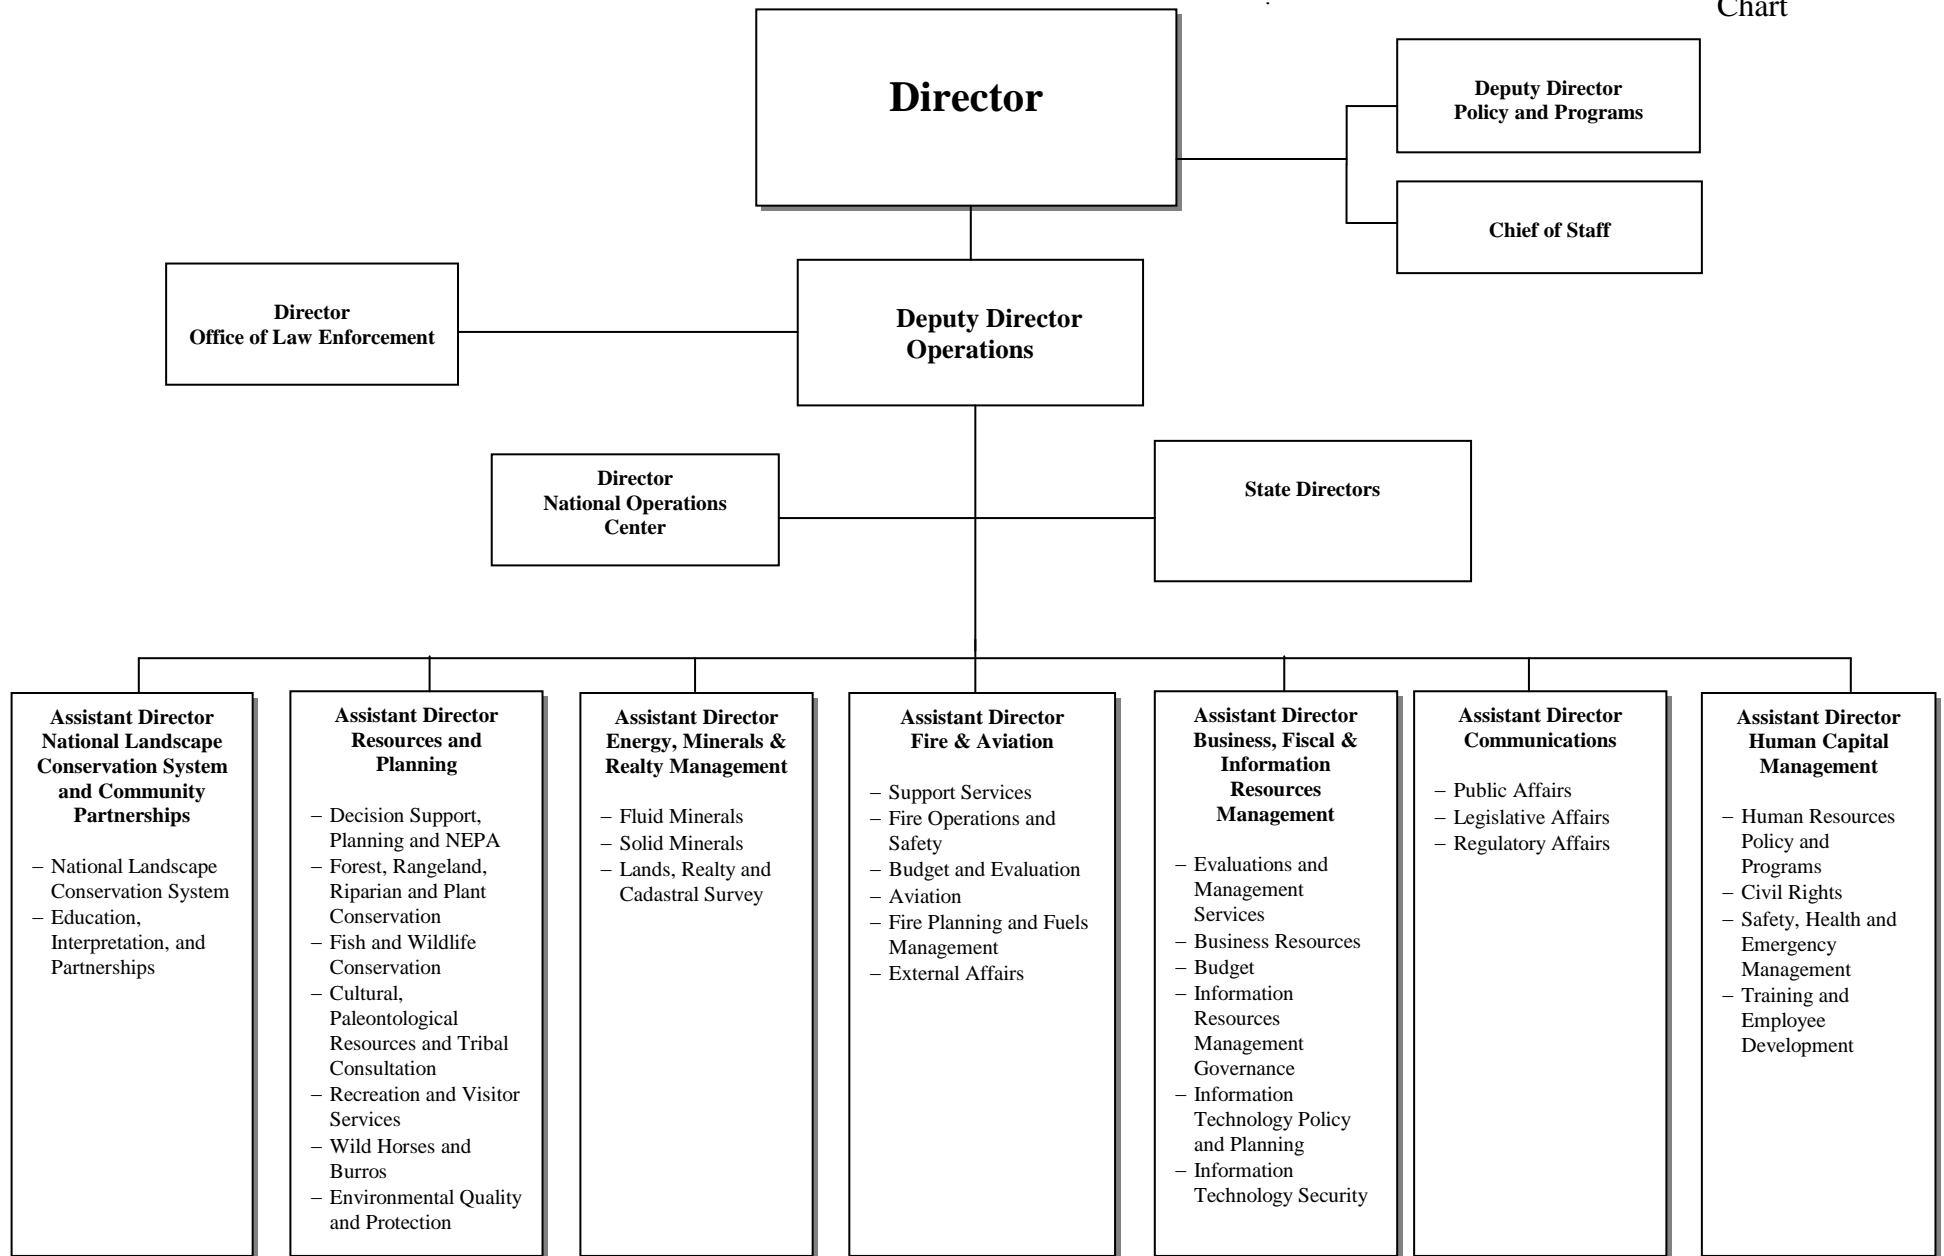 Chart
Director
Deputy Director
Policy and Programs
Chief of Staff
Director
Office of Law Enforcement
Deputy Director
Operations
Director
National Operations
Center
State Directors
Assistant Director
National Landscape
Conservation System
and Community
Partnerships
– National Landscape
Conservation System
– Education,
Interpretation, and
Partnerships
Assistant Director
Resources and
Planning
– Decision Support,
Planning and NEPA
– Forest, Rangeland,
Riparian and Plant
Conservation
– Fish and Wildlife
Conservation
– Cultural,
Paleontological
Resources and Tribal
Consultation
– Recreation and Visitor
Services
– Wild Horses and
Burros
– Environmental Quality
and Protection
Assistant Director
Energy, Minerals &
Realty Management
– Fluid Minerals
– Solid Minerals
– Lands, Realty and
Cadastral Survey
Assistant Director
Fire & Aviation
– Support Services
– Fire Operations and
Safety
– Budget and Evaluation
– Aviation
– Fire Planning and Fuels
Management
– External Affairs
Assistant Director
Business, Fiscal &
Information
Resources
Management
– Evaluations and
Management
Services
– Business Resources
– Budget
– Information
Resources
Management
Governance
– Information
Technology Policy
and Planning
– Information
Technology Security
Assistant Director
Communications
– Public Affairs
– Legislative Affairs
– Regulatory Affairs
Assistant Director
Human Capital
Management
– Human Resources
Policy and
Programs
– Civil Rights
– Safety, Health and
Emergency
Management
– Training and
Employee
Development